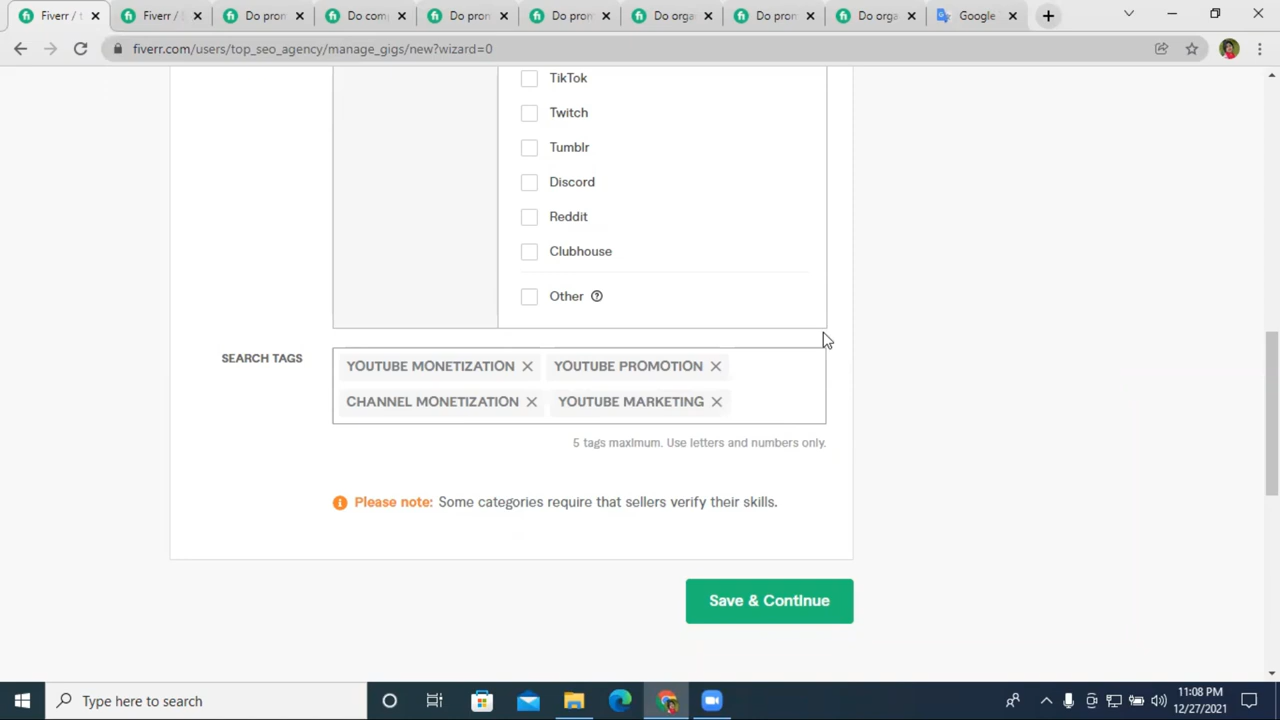 Fiverr /
Fiverr /
Do pron
Do com
Do pro
Do pro
Do orga
Do pron
Do orga
Google
fiverr.com/users/top_seo_agency/manage_gigs/new?wizard=0
TikTok
Twitch
Tumblr
Discord
Reddit
Clubhouse
Other
SEARCH TAGS
YOUTUBE MONETIZATION
YOUTUBE PROMOTION
CHANNEL MONETIZATION
YOUTUBE MARKETING
5 tags maximum. Use letters and numbers only.
Please note: Some categories require that sellers verify their skills.
Save & Continue
Type here to search
11:08 PM
12/27/2021